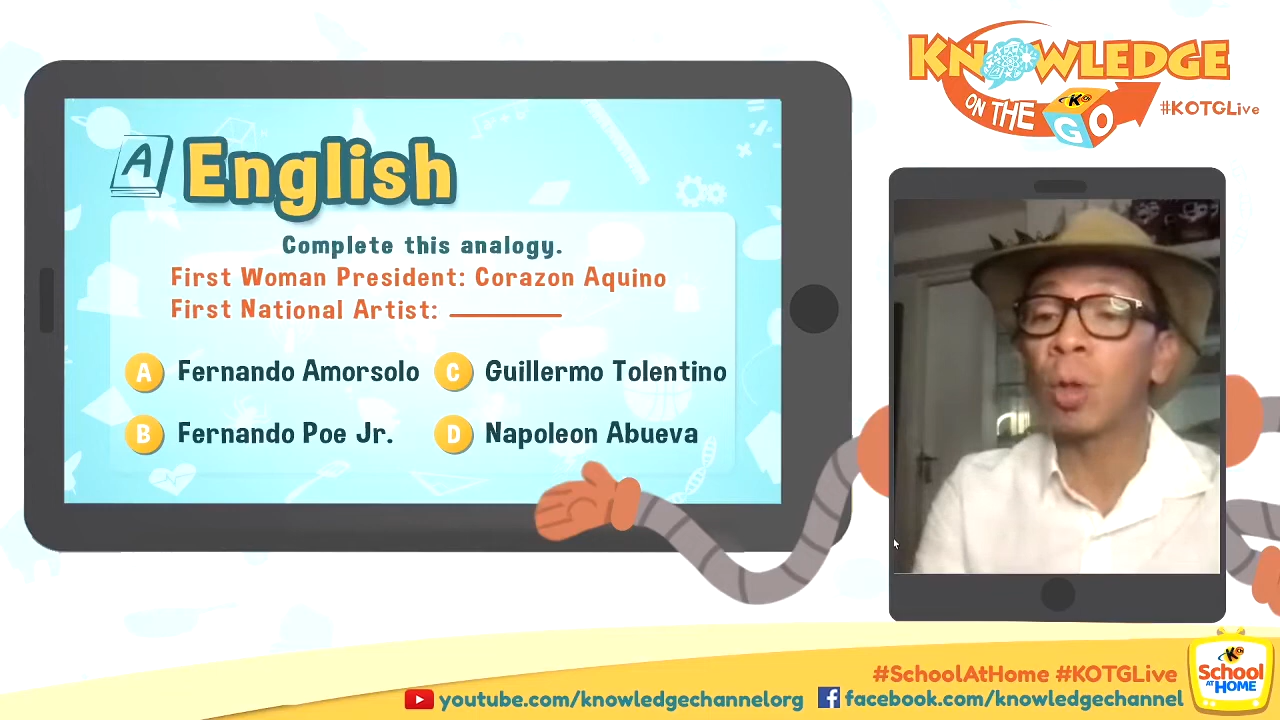 KNOWLEDGE
ON THE GO
#KOTGLive
A English
Complete this analogy.
First Woman President: Corazon Aquino
First National Artist: ________
A Fernando Amorsolo
C Guillermo Tolentino
B Fernando Poe Jr.
D Napoleon Abueva
#SchoolAtHome #KOTGLive
youtube.com/knowledgechannelorg
facebook.com/knowledgechannel
School
AT HOME